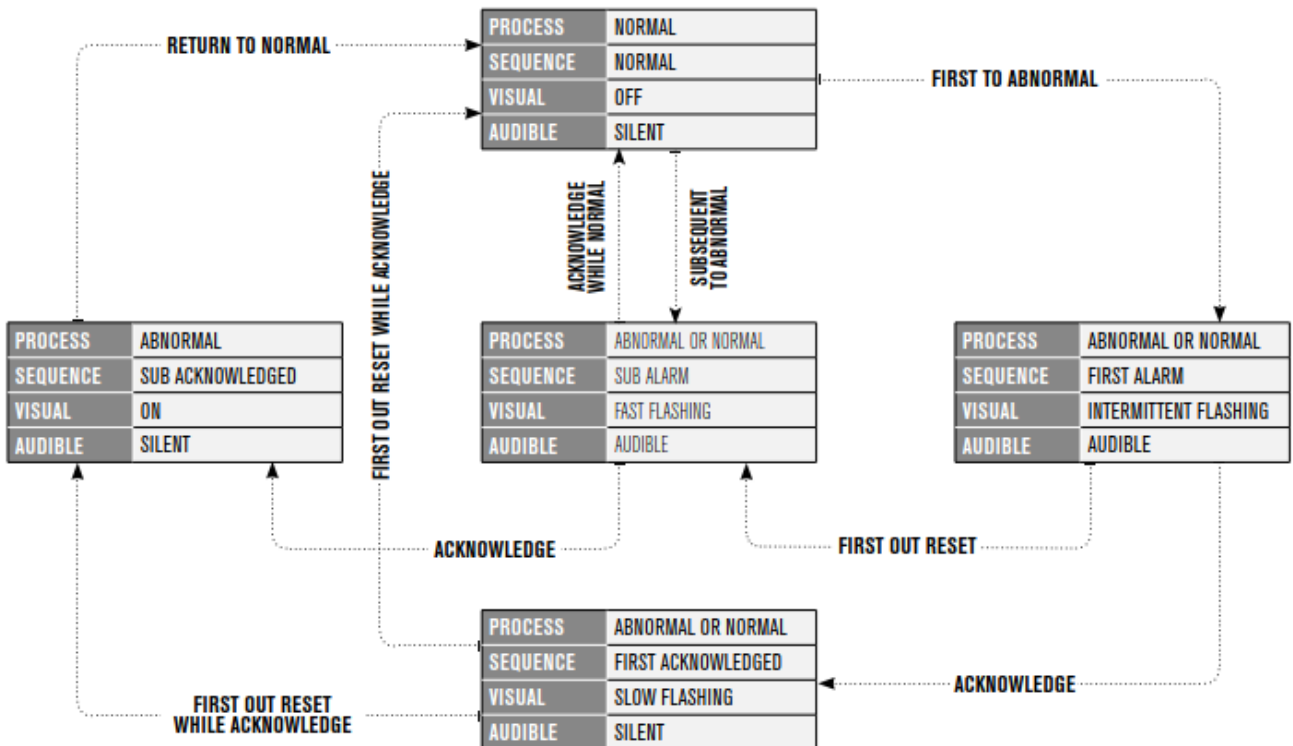 PROCESS NORMAL
SEQUENCE NORMAL
VISUAL OFF
AUDIBLE SILENT
RETURN TO NORMAL
FIRST TO ABNORMAL
FIRST OUT RESET WHILE ACKNOWLEDGE
ACKNOWLEDGE
WHILE NORMAL
SUBSEQUENT
TO ABNORMAL
PROCESS ABNORMAL
SEQUENCE SUB ACKNOWLEDGED
VISUAL ON
AUDIBLE SILENT
PROCESS ABNORMAL OR NORMAL
SEQUENCE SUB ALARM
VISUAL FAST FLASHING
AUDIBLE AUDIBLE
PROCESS ABNORMAL OR NORMAL
SEQUENCE FIRST ALARM
VISUAL INTERMITTENT FLASHING
AUDIBLE AUDIBLE
ACKNOWLEDGE
FIRST OUT RESET
PROCESS ABNORMAL OR NORMAL
SEQUENCE FIRST ACKNOWLEDGED
VISUAL SLOW FLASHING
AUDIBLE SILENT
ACKNOWLEDGE
FIRST OUT RESET
WHILE ACKNOWLEDGE